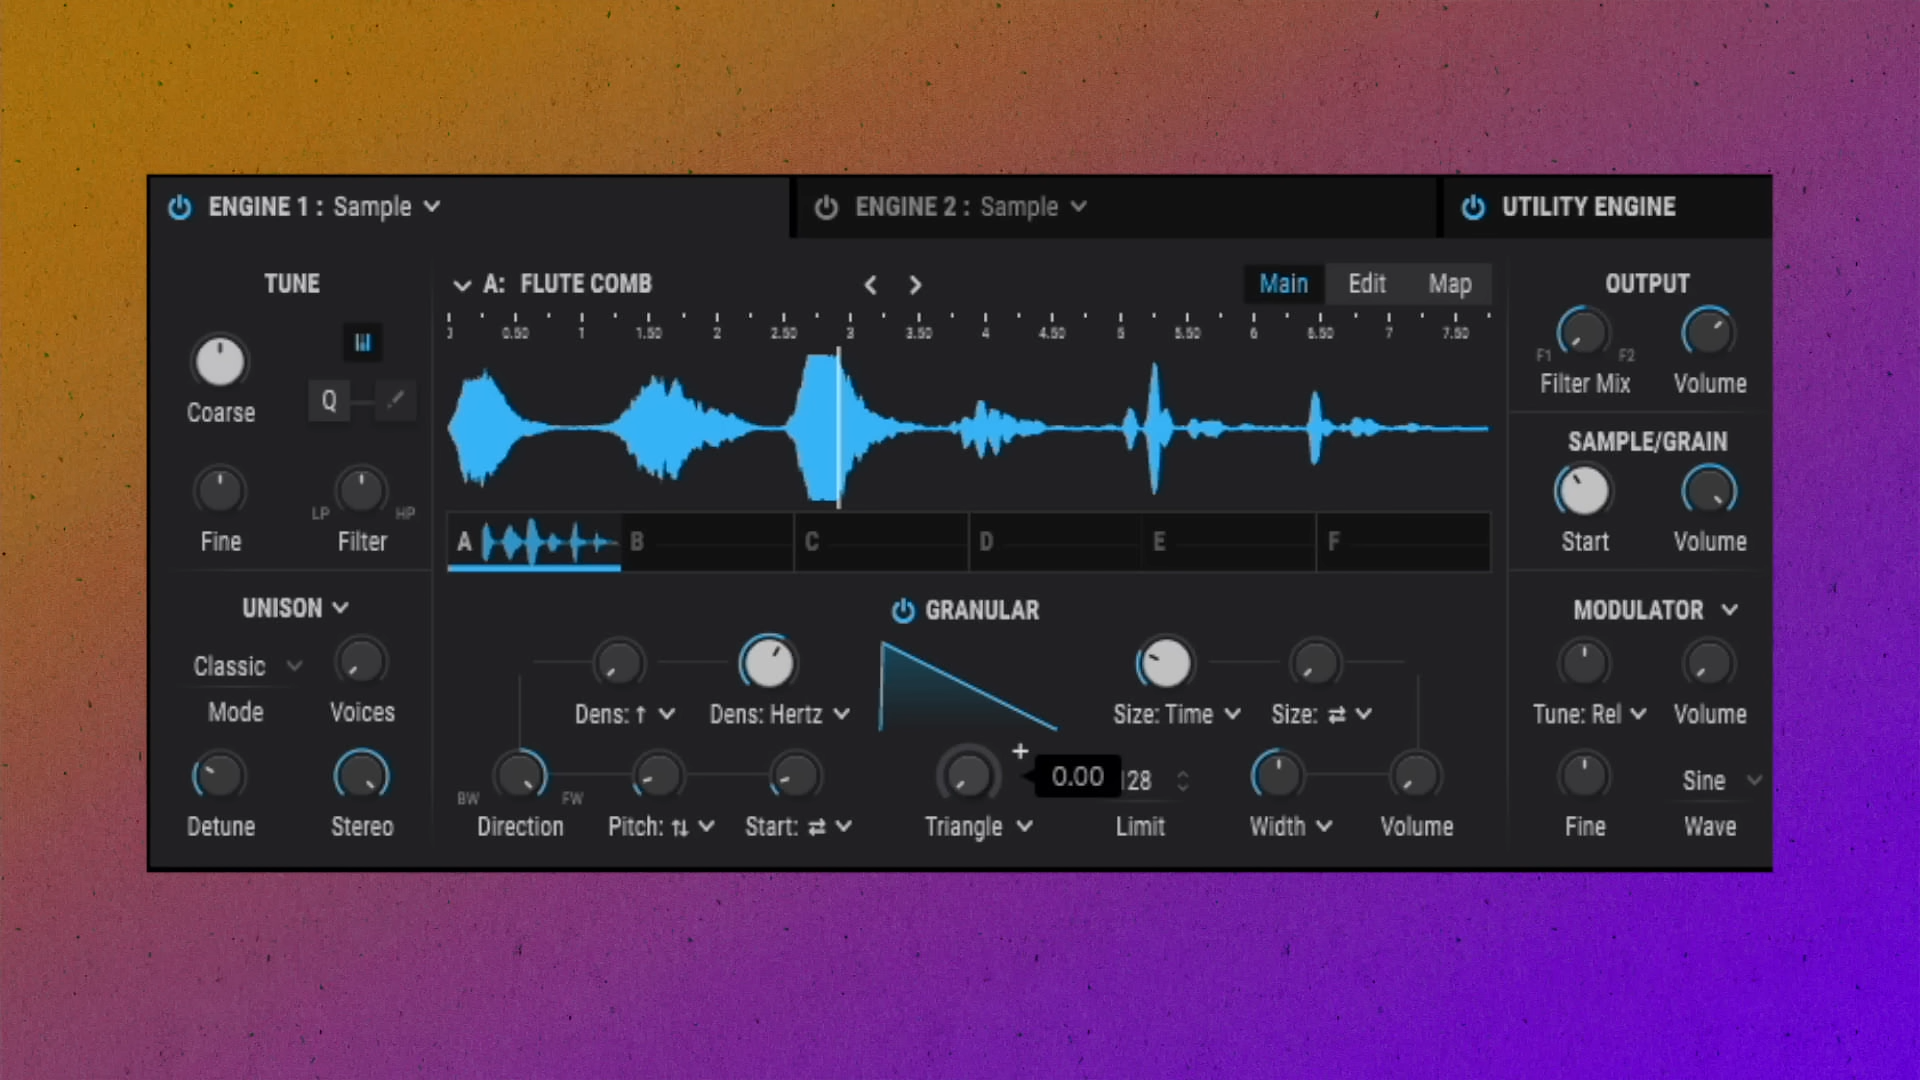 ENGINE 1 : Sample
ENGINE 2 : Sample
UTILITY ENGINE
TUNE
Coarse
Q
Fine
LP HP
Filter
UNISON
Classic
Mode
Voices
Detune
Stereo
A: FLUTE COMB
Main Edit Map
0 0.50 1 1.50 2 2.50 3 3.50 4 4.50 5 5.50 6 6.50 7 7.50
A B C D E F
GRANULAR
Dens: ↑
Dens: Hertz
Size: Time
Size: ⇄
BW FW
Direction
Pitch: ⇅
Start: ⇄
Triangle
0.00
28
Limit
Width
Volume
OUTPUT
F1 F2
Filter Mix
Volume
SAMPLE/GRAIN
Start
Volume
MODULATOR
Tune: Rel
Volume
Fine
Sine
Wave